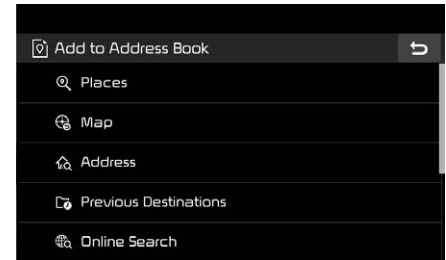 Add to Address Book
Places
Map
Address
Previous Destinations
Online Search